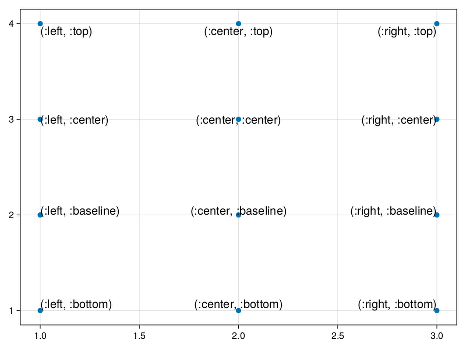 4
(:left, :top) (:center, :top) (:right, :top)
3
(:left, :center) (:center, :center) (:right, :center)
2
(:left, :baseline) (:center, :baseline) (:right, :baseline)
1
(:left, :bottom) (:center, :bottom) (:right, :bottom)
1.0 1.5 2.0 2.5 3.0